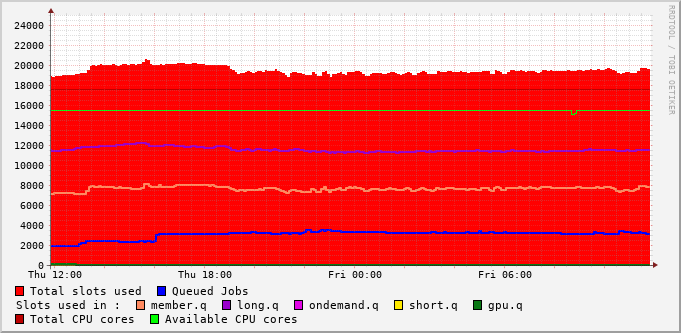 RRDTOOL / TOBI OETIKER
24000
22000
20000
18000
16000
14000
12000
10000
8000
6000
4000
2000
0
Thu 12:00 Thu 18:00 Fri 00:00 Fri 06:00
Total slots used Queued Jobs
Slots used in : member.q long.q ondemand.q short.q gpu.q
Total CPU cores Available CPU cores